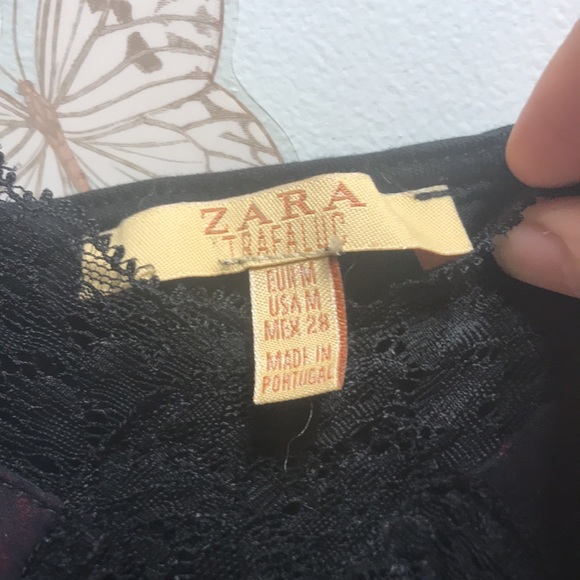 ZARA
TRAFALUC
EUR M
USA M
MEX 28
MADE IN
PORTUGAL